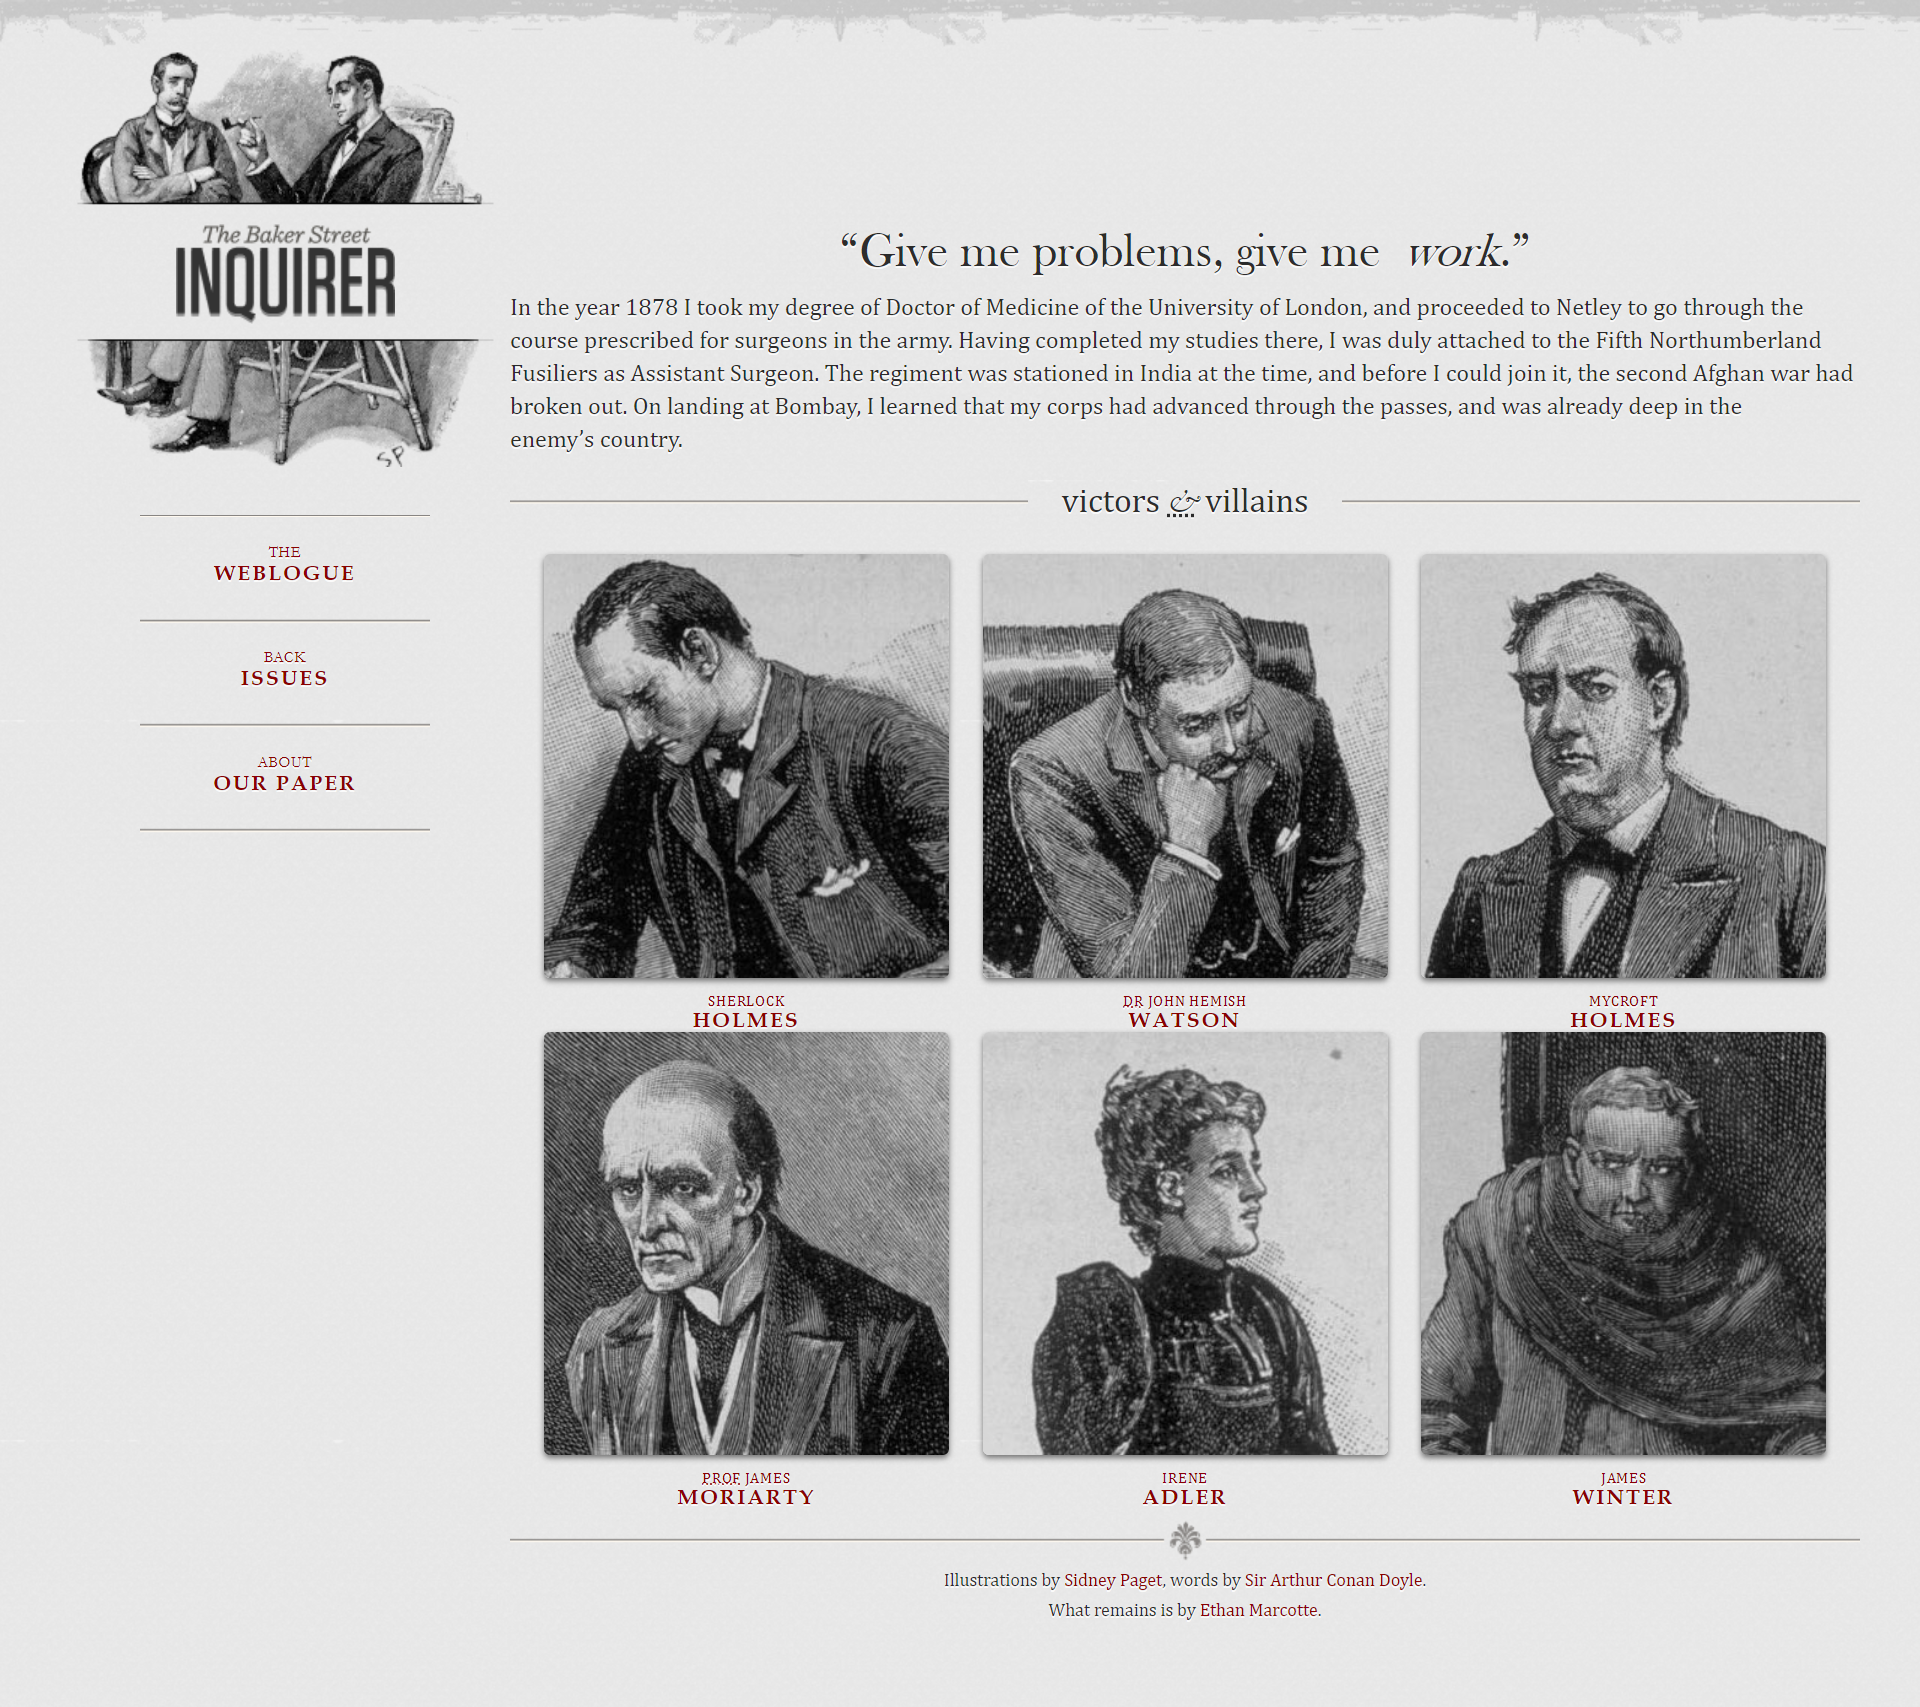 The Baker Street
INQUIRER
SP
THE
WEBLOGUE
BACK
ISSUES
ABOUT
OUR PAPER
“Give me problems, give me work.”
In the year 1878 I took my degree of Doctor of Medicine of the University of London, and proceeded to Netley to go through the
course prescribed for surgeons in the army. Having completed my studies there, I was duly attached to the Fifth Northumberland
Fusiliers as Assistant Surgeon. The regiment was stationed in India at the time, and before I could join it, the second Afghan war had
broken out. On landing at Bombay, I learned that my corps had advanced through the passes, and was already deep in the
enemy’s country.
victors & villains
SHERLOCK
HOLMES
DR JOHN HEMISH
WATSON
MYCROFT
HOLMES
PROF JAMES
MORIARTY
IRENE
ADLER
JAMES
WINTER
Illustrations by Sidney Paget, words by Sir Arthur Conan Doyle.
What remains is by Ethan Marcotte.